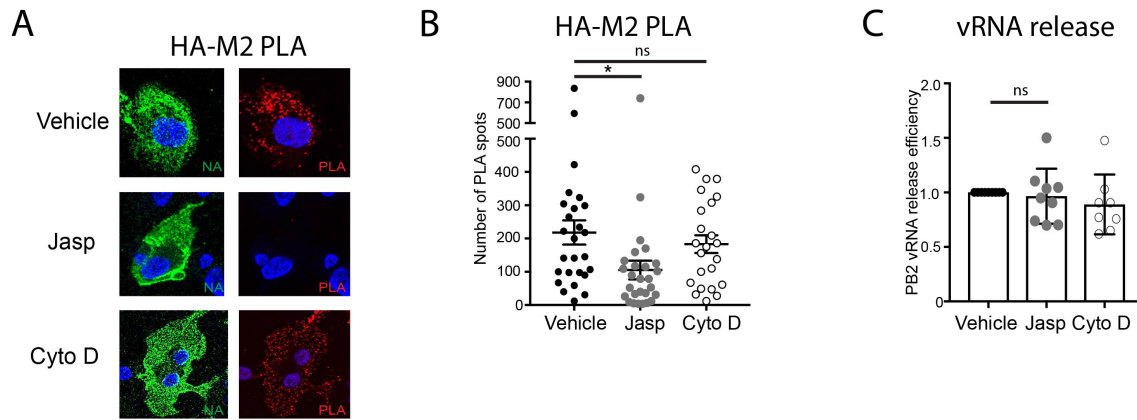 A
HA-M2 PLA
Vehicle
NA
PLA
Jasp
NA
PLA
Cyto D
NA
PLA
B
HA-M2 PLA
ns
*
Number of PLA spots
900
700
500
500
400
300
200
100
0
Vehicle
Jasp
Cyto D
C
vRNA release
ns
PB2 vRNA release efficiency
2.0
1.5
1.0
0.5
0
Vehicle
Jasp
Cyto D